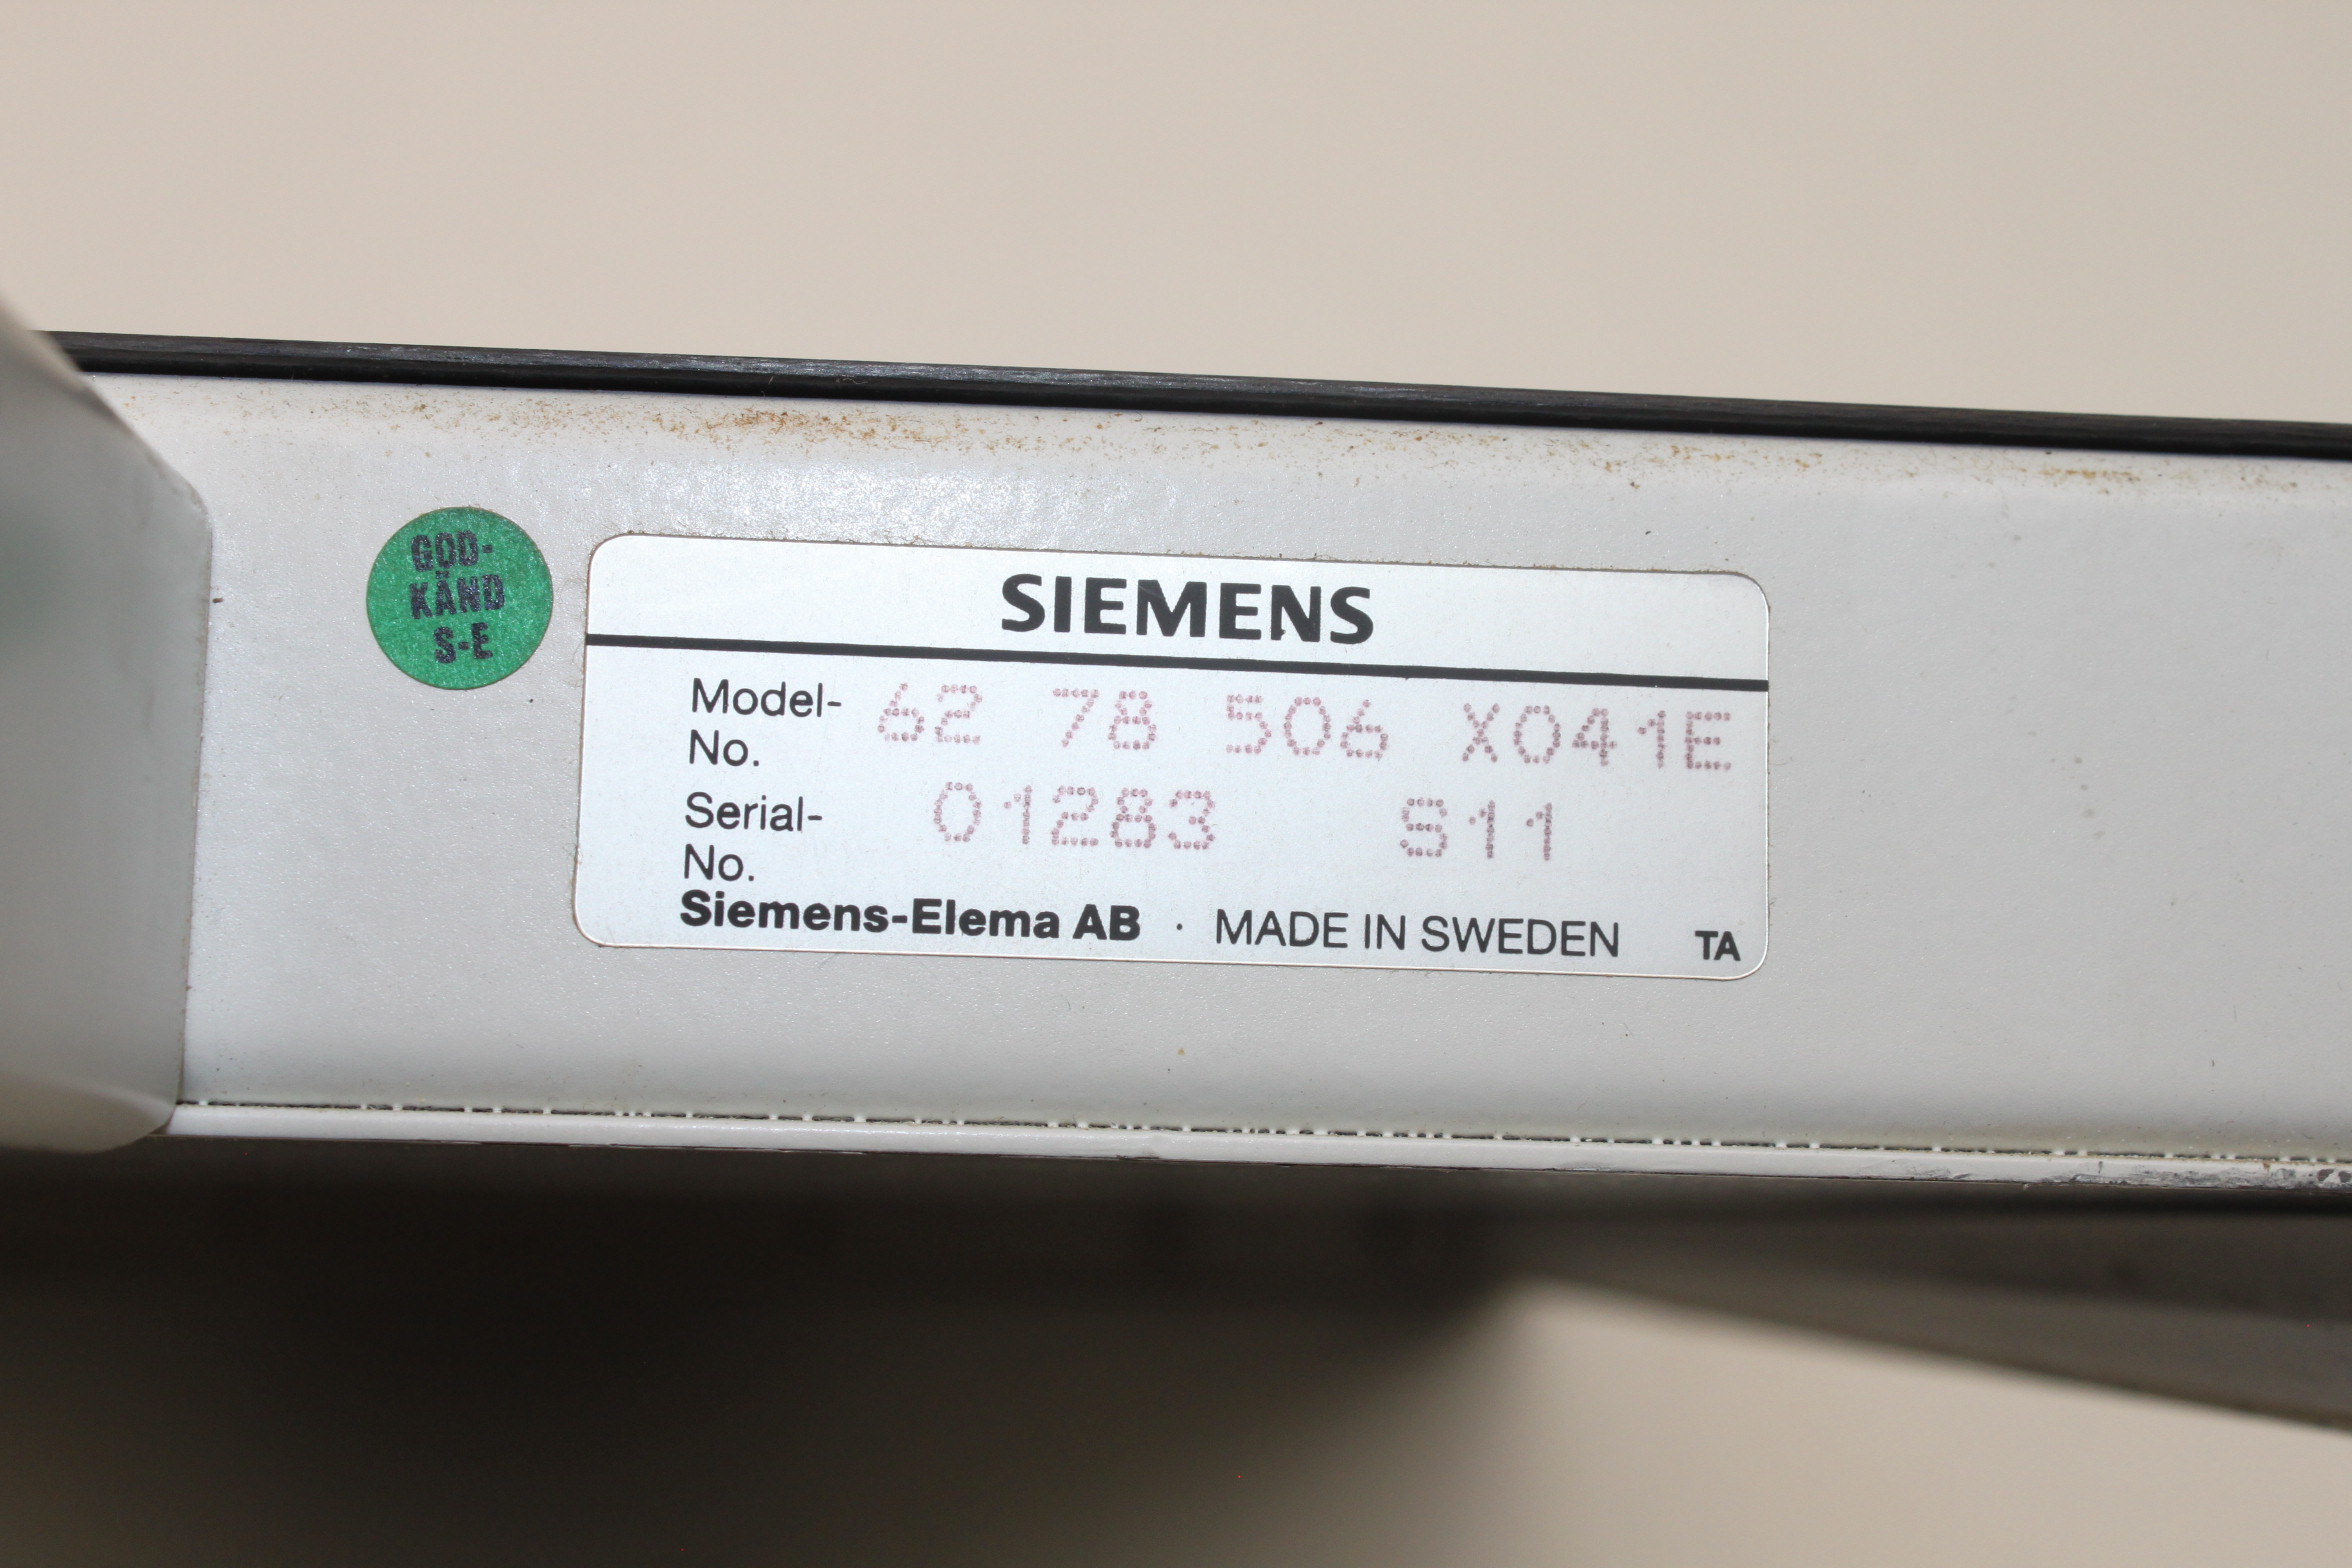 GOD-
KÄND
S-E
SIEMENS
Model-No. 62 78 506 X041E
Serial-No. 01283 S11
Siemens-Elema AB · MADE IN SWEDEN TA